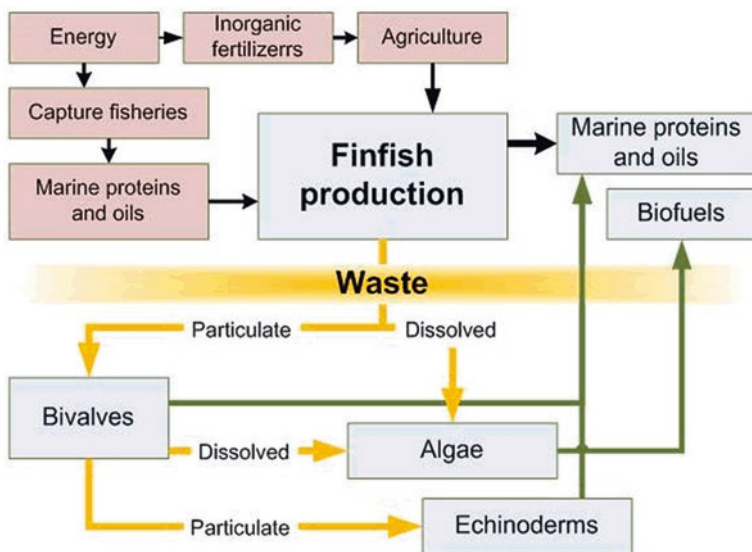 Energy
Inorganic
fertilizerrs
Agriculture
Capture fisheries
Marine proteins
and oils
Finfish
production
Marine proteins
and oils
Biofuels
Waste
Particulate
Dissolved
Bivalves
Dissolved
Algae
Particulate
Echinoderms